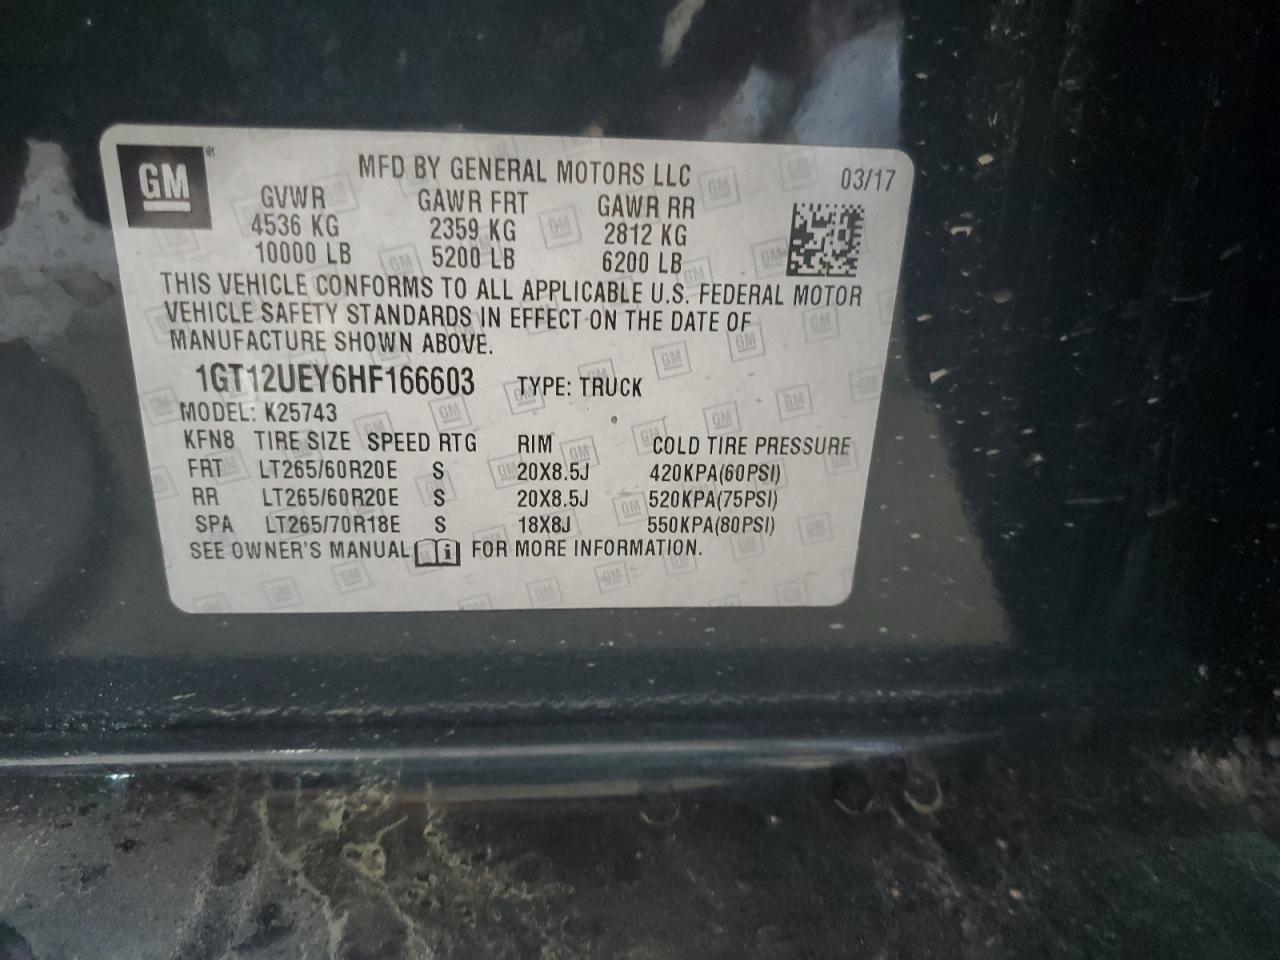 GM
MFD BY GENERAL MOTORS LLC 03/17
GVWR GAWR FRT GAWR RR
4536 KG 2359 KG 2812 KG
10000 LB 5200 LB 6200 LB
THIS VEHICLE CONFORMS TO ALL APPLICABLE U.S. FEDERAL MOTOR
VEHICLE SAFETY STANDARDS IN EFFECT ON THE DATE OF
MANUFACTURE SHOWN ABOVE.
1GT12UEY6HF166603 TYPE: TRUCK
MODEL: K25743
KFN8 TIRE SIZE SPEED RTG RIM COLD TIRE PRESSURE
FRT LT265/60R20E S 20X8.5J 420KPA(60PSI)
RR LT265/60R20E S 20X8.5J 520KPA(75PSI)
SPA LT265/70R18E S 18X8J 550KPA(80PSI)
SEE OWNER'S MANUAL i FOR MORE INFORMATION.